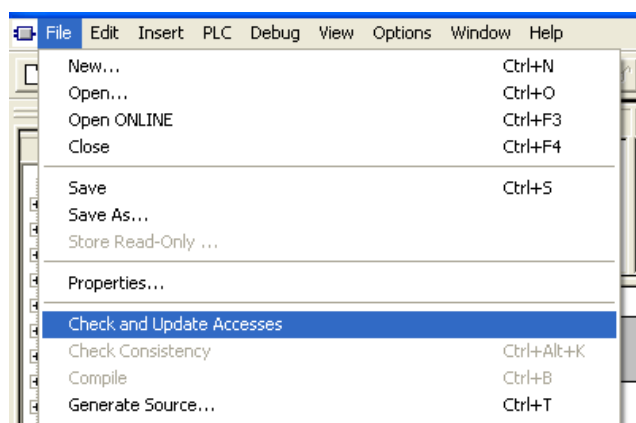 File Edit Insert PLC Debug View Options Window Help
New... Ctrl+N
Open... Ctrl+O
Open ONLINE Ctrl+F3
Close Ctrl+F4
Save Ctrl+S
Save As...
Store Read-Only ...
Properties...
Check and Update Accesses
Check Consistency Ctrl+Alt+K
Compile Ctrl+B
Generate Source... Ctrl+T